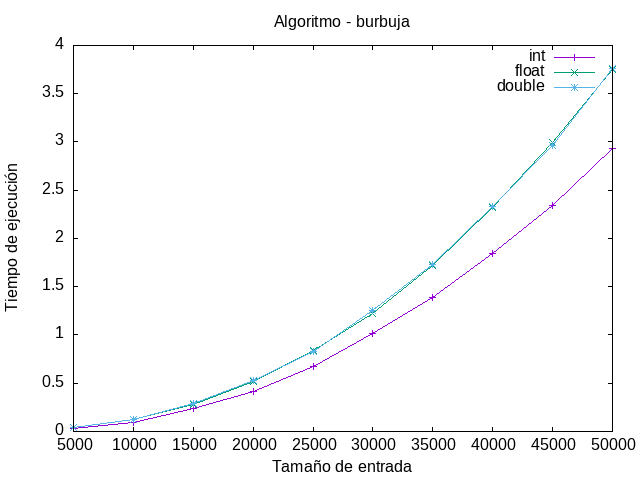 Algoritmo - burbuja
int
float
double
4
3.5
3
2.5
2
1.5
1
0.5
0
Tiempo de ejecución
5000 10000 15000 20000 25000 30000 35000 40000 45000 50000
Tamaño de entrada